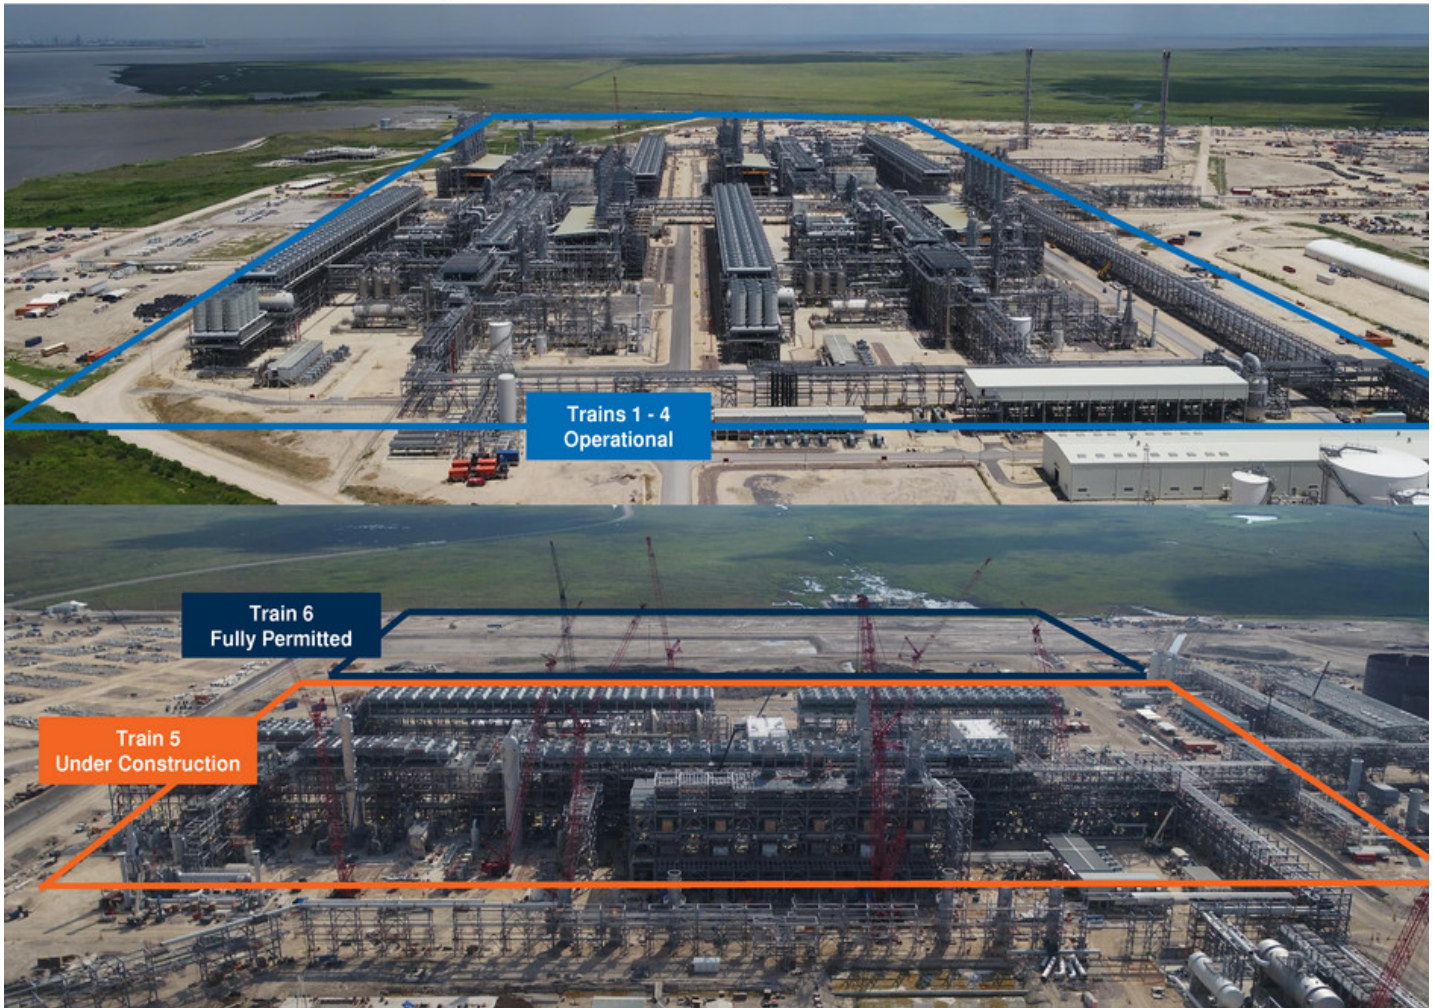 Trains 1 - 4
Operational
Train 6
Fully Permitted
Train 5
Under Construction